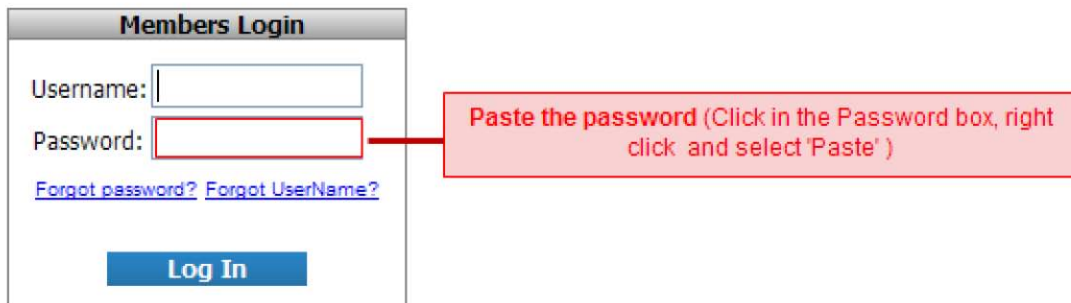 Members Login
Username:
Password:
Forgot password? Forgot UserName?
Log In
Paste the password (Click in the Password box, right
click and select 'Paste' )